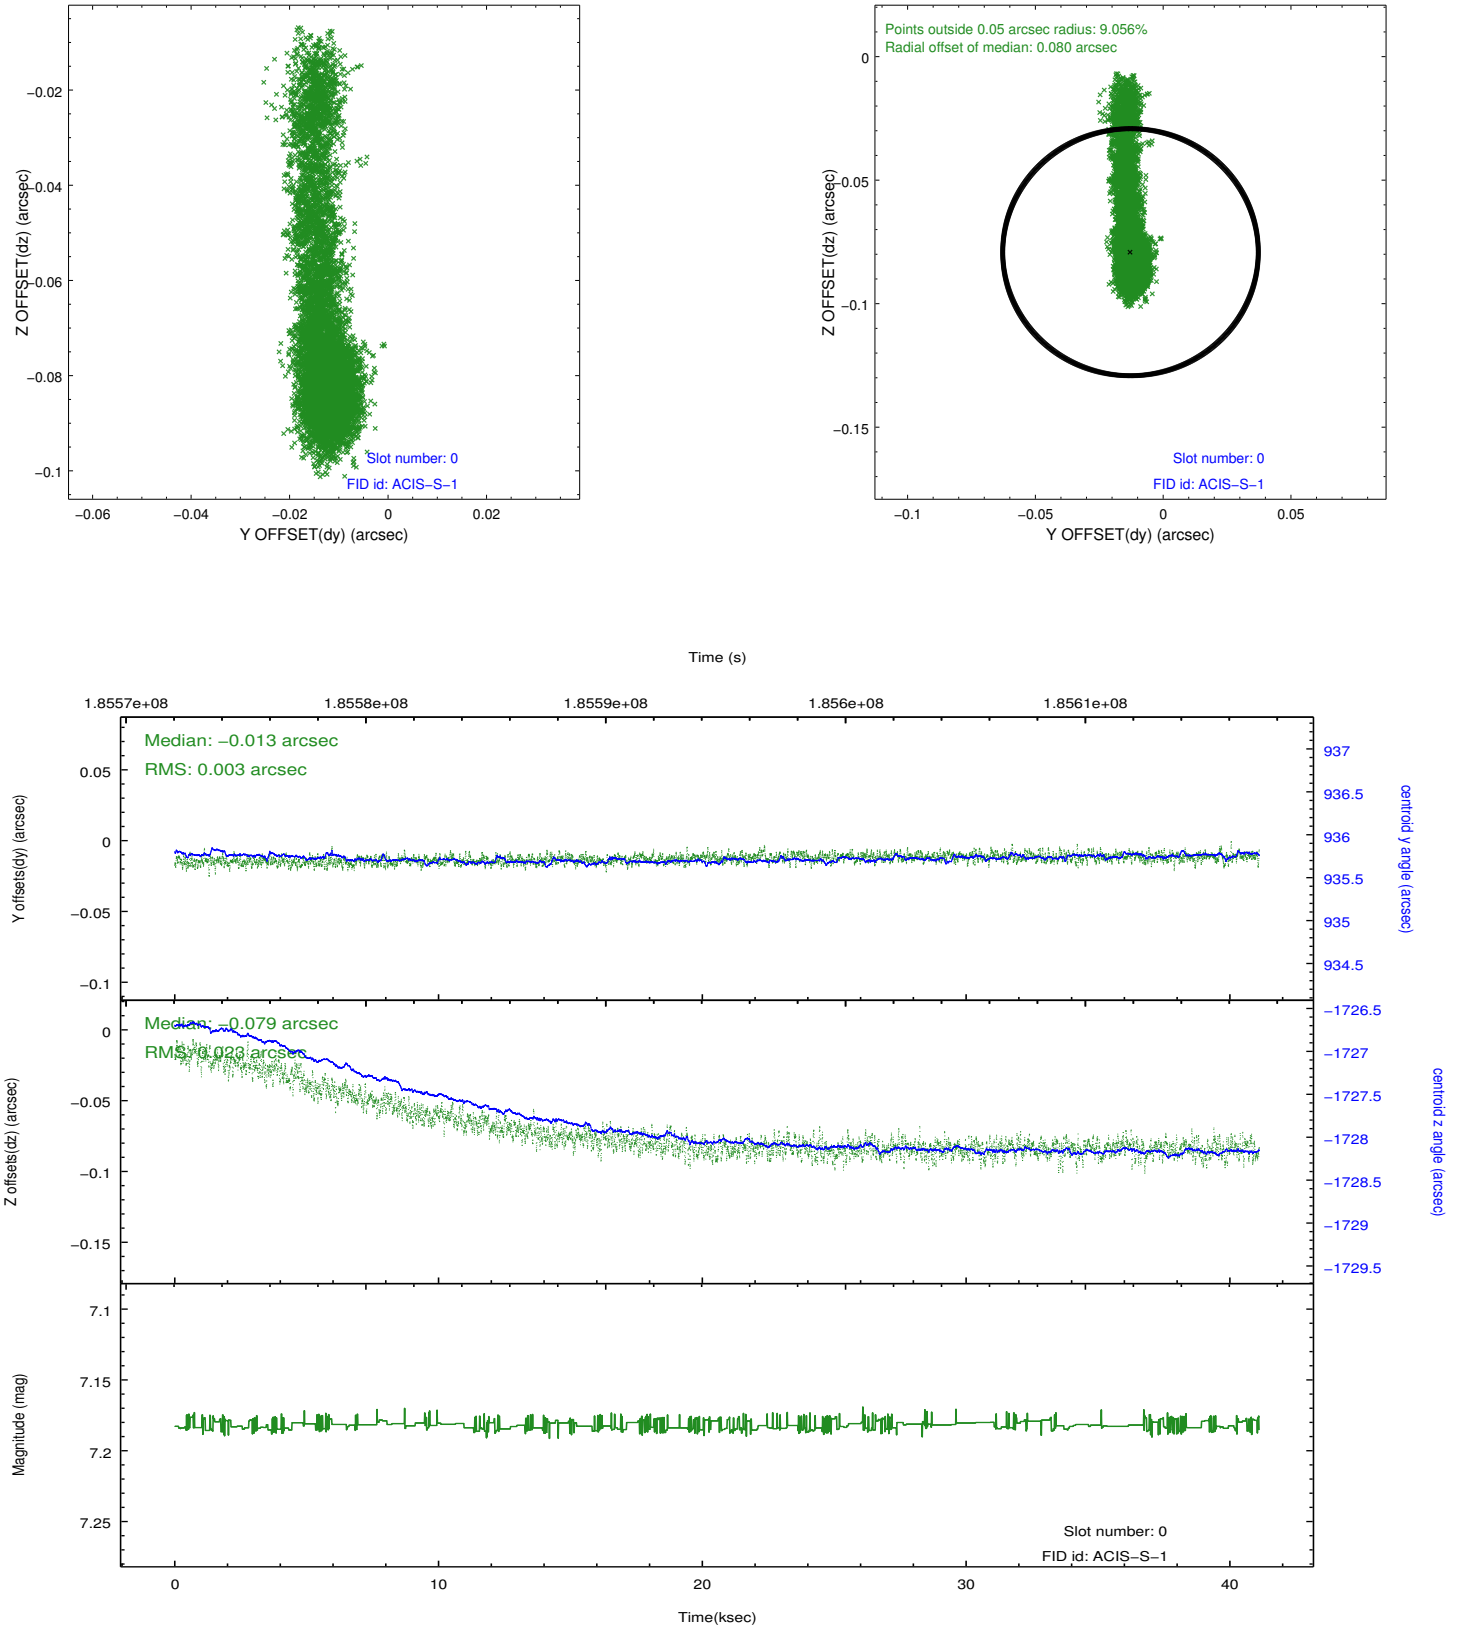 −0.02
−0.04
−0.06
−0.08
−0.1
Z OFFSET(dz) (arcsec)
Slot number: 0
FID id: ACIS−S−1
−0.06
−0.04
−0.02
0
0.02
Y OFFSET(dy) (arcsec)
Points outside 0.05 arcsec radius: 9.056%
Radial offset of median: 0.080 arcsec
0
−0.05
−0.1
−0.15
Z OFFSET(dz) (arcsec)
Slot number: 0
FID id: ACIS−S−1
−0.1
−0.05
0
0.05
Y OFFSET(dy) (arcsec)
Time (s)
1.8557e+08
1.8558e+08
1.8559e+08
1.856e+08
1.8561e+08
Median: −0.013 arcsec
RMS: 0.003 arcsec
0.05
0
−0.05
−0.1
Y offsets(dy) (arcsec)
937
936.5
936
935.5
935
934.5
centroid y angle (arcsec)
Median: −0.079 arcsec
RMS: 0.023 arcsec
0
−0.05
−0.1
−0.15
Z offsets(dz) (arcsec)
−1726.5
−1727
−1727.5
−1728
−1728.5
−1729
−1729.5
centroid z angle (arcsec)
7.1
7.15
7.2
7.25
Magnitude (mag)
Slot number: 0
FID id: ACIS−S−1
0
10
20
30
40
Time(ksec)